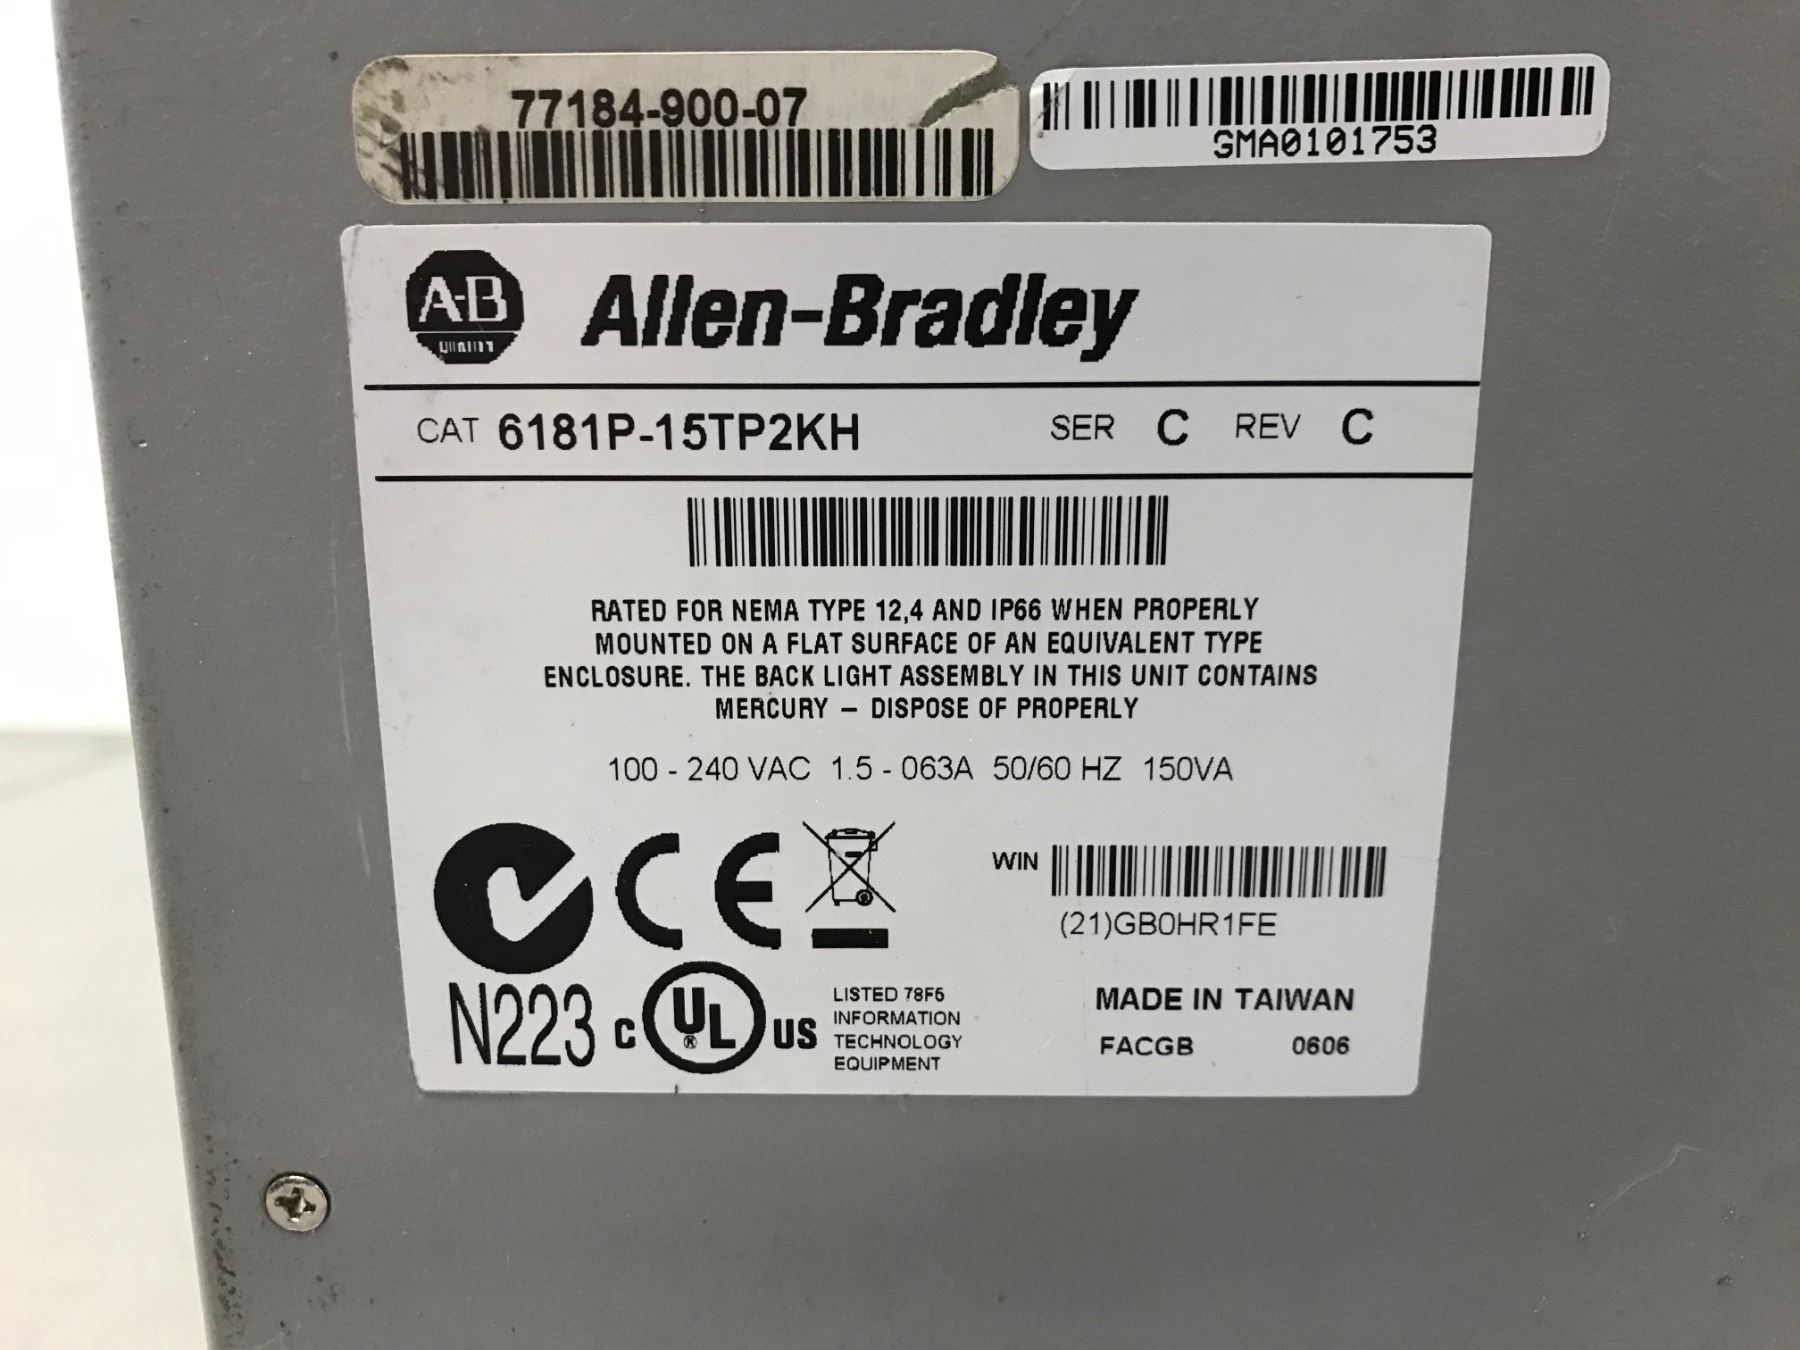 77184-900-07
SMA0101753
A-B
QUALITY
Allen-Bradley
CAT 6181P-15TP2KH SER C REV C
RATED FOR NEMA TYPE 12,4 AND IP66 WHEN PROPERLY
MOUNTED ON A FLAT SURFACE OF AN EQUIVALENT TYPE
ENCLOSURE. THE BACK LIGHT ASSEMBLY IN THIS UNIT CONTAINS
MERCURY – DISPOSE OF PROPERLY
100 - 240 VAC 1.5 - 063A 50/60 HZ 150VA
CE
WIN
(21)GB0HR1FE
N223
C UL® US
LISTED 78F6
INFORMATION
TECHNOLOGY
EQUIPMENT
MADE IN TAIWAN
FACGB 0606